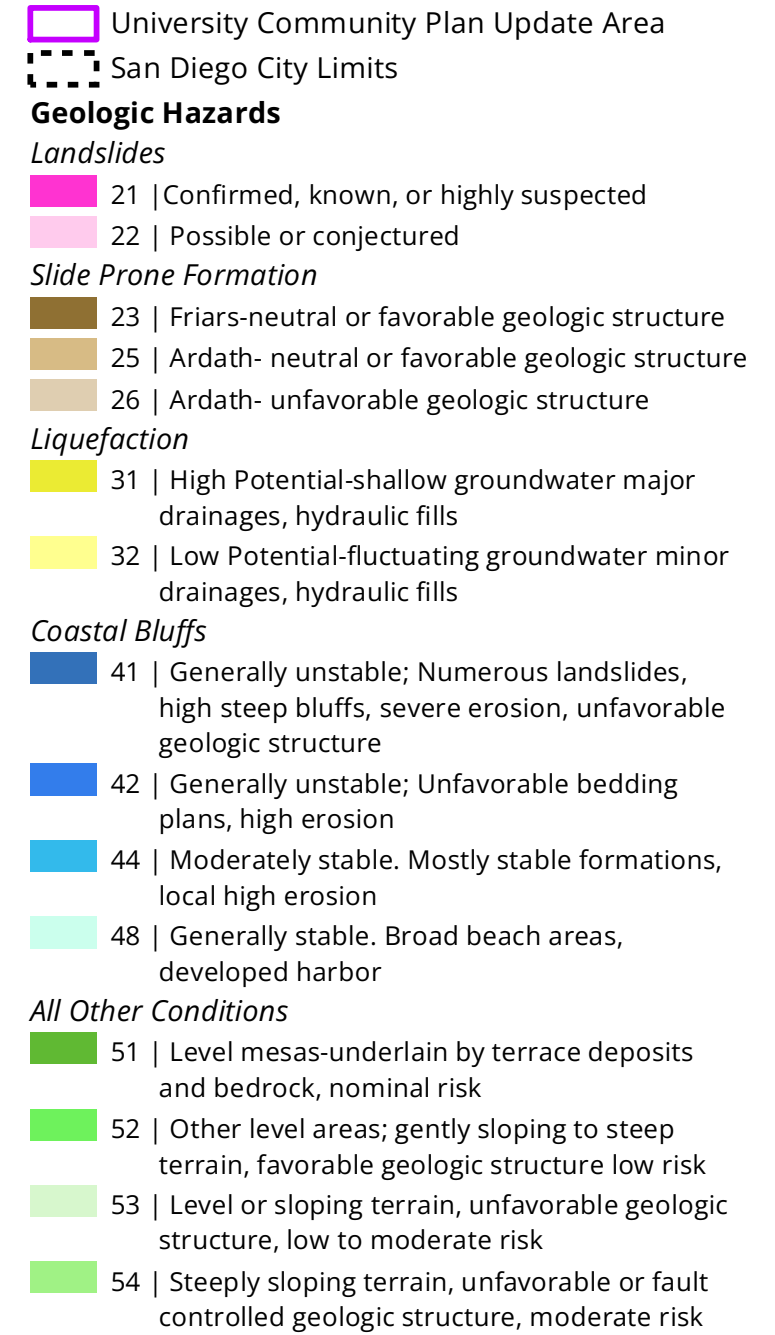 University Community Plan Update Area
San Diego City Limits
Geologic Hazards
Landslides
21 |Confirmed, known, or highly suspected
22 | Possible or conjectured
Slide Prone Formation
23 | Friars-neutral or favorable geologic structure
25 | Ardath- neutral or favorable geologic structure
26 | Ardath- unfavorable geologic structure
Liquefaction
31 | High Potential-shallow groundwater major
drainages, hydraulic fills
32 | Low Potential-fluctuating groundwater minor
drainages, hydraulic fills
Coastal Bluffs
41 | Generally unstable; Numerous landslides,
high steep bluffs, severe erosion, unfavorable
geologic structure
42 | Generally unstable; Unfavorable bedding
plans, high erosion
44 | Moderately stable. Mostly stable formations,
local high erosion
48 | Generally stable. Broad beach areas,
developed harbor
All Other Conditions
51 | Level mesas-underlain by terrace deposits
and bedrock, nominal risk
52 | Other level areas; gently sloping to steep
terrain, favorable geologic structure low risk
53 | Level or sloping terrain, unfavorable geologic
structure, low to moderate risk
54 | Steeply sloping terrain, unfavorable or fault
controlled geologic structure, moderate risk